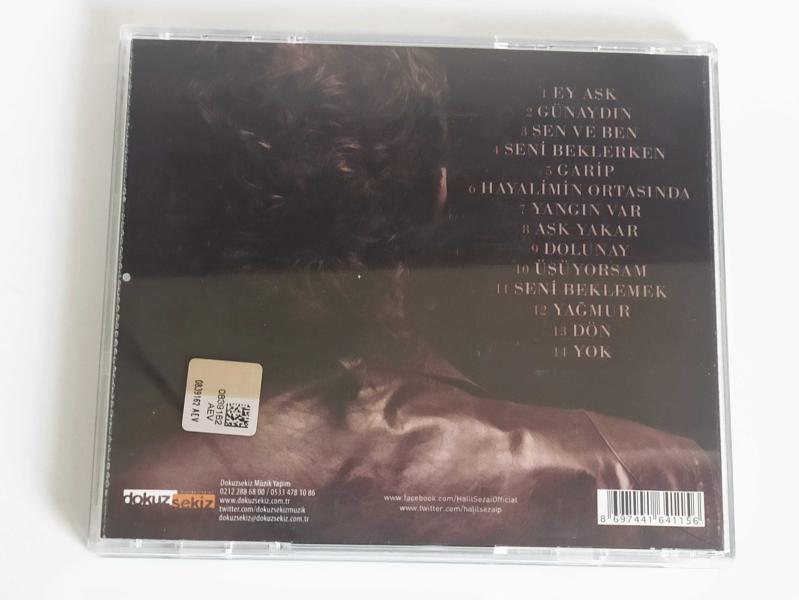 1 EY AŞK
2 GÜNAYDIN
3 SEN VE BEN
4 SENİ BEKLERKEN
5 GARİP
6 HAYALİMİN ORTASINDA
7 YANGIN VAR
8 AŞK YAKAR
9 DOLUNAY
10 ÜŞÜYORSAM
11 SENİ BEKLEMEK
12 YAĞMUR
13 DÖN
14 YOK
0839162 AEV
0839162
AEV
dokuzsekiz
Dokuzsekiz Müzik Yapım
0212 288 68 00 / 0533 478 10 86
www.dokuzsekiz.com.tr
twitter.com/dokuzsekizmuzik
dokuzsekiz@dokuzsekiz.com.tr
www.facebook.com/HalilSezaiOfficial
www.twitter.com/halilsezaip
8 697441 641156